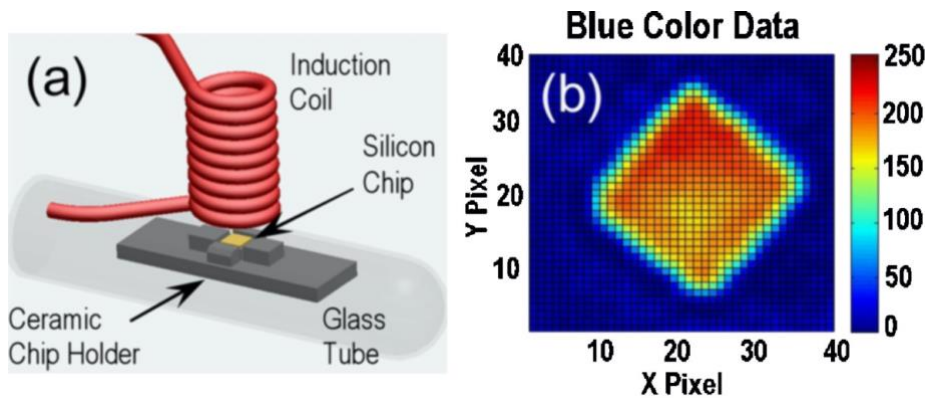 (a)
Induction
Coil
Silicon
Chip
Ceramic
Chip Holder
Glass
Tube
Blue Color Data
(b)
Y Pixel
40
30
20
10
10 20 30 40
X Pixel
250
200
150
100
50
0